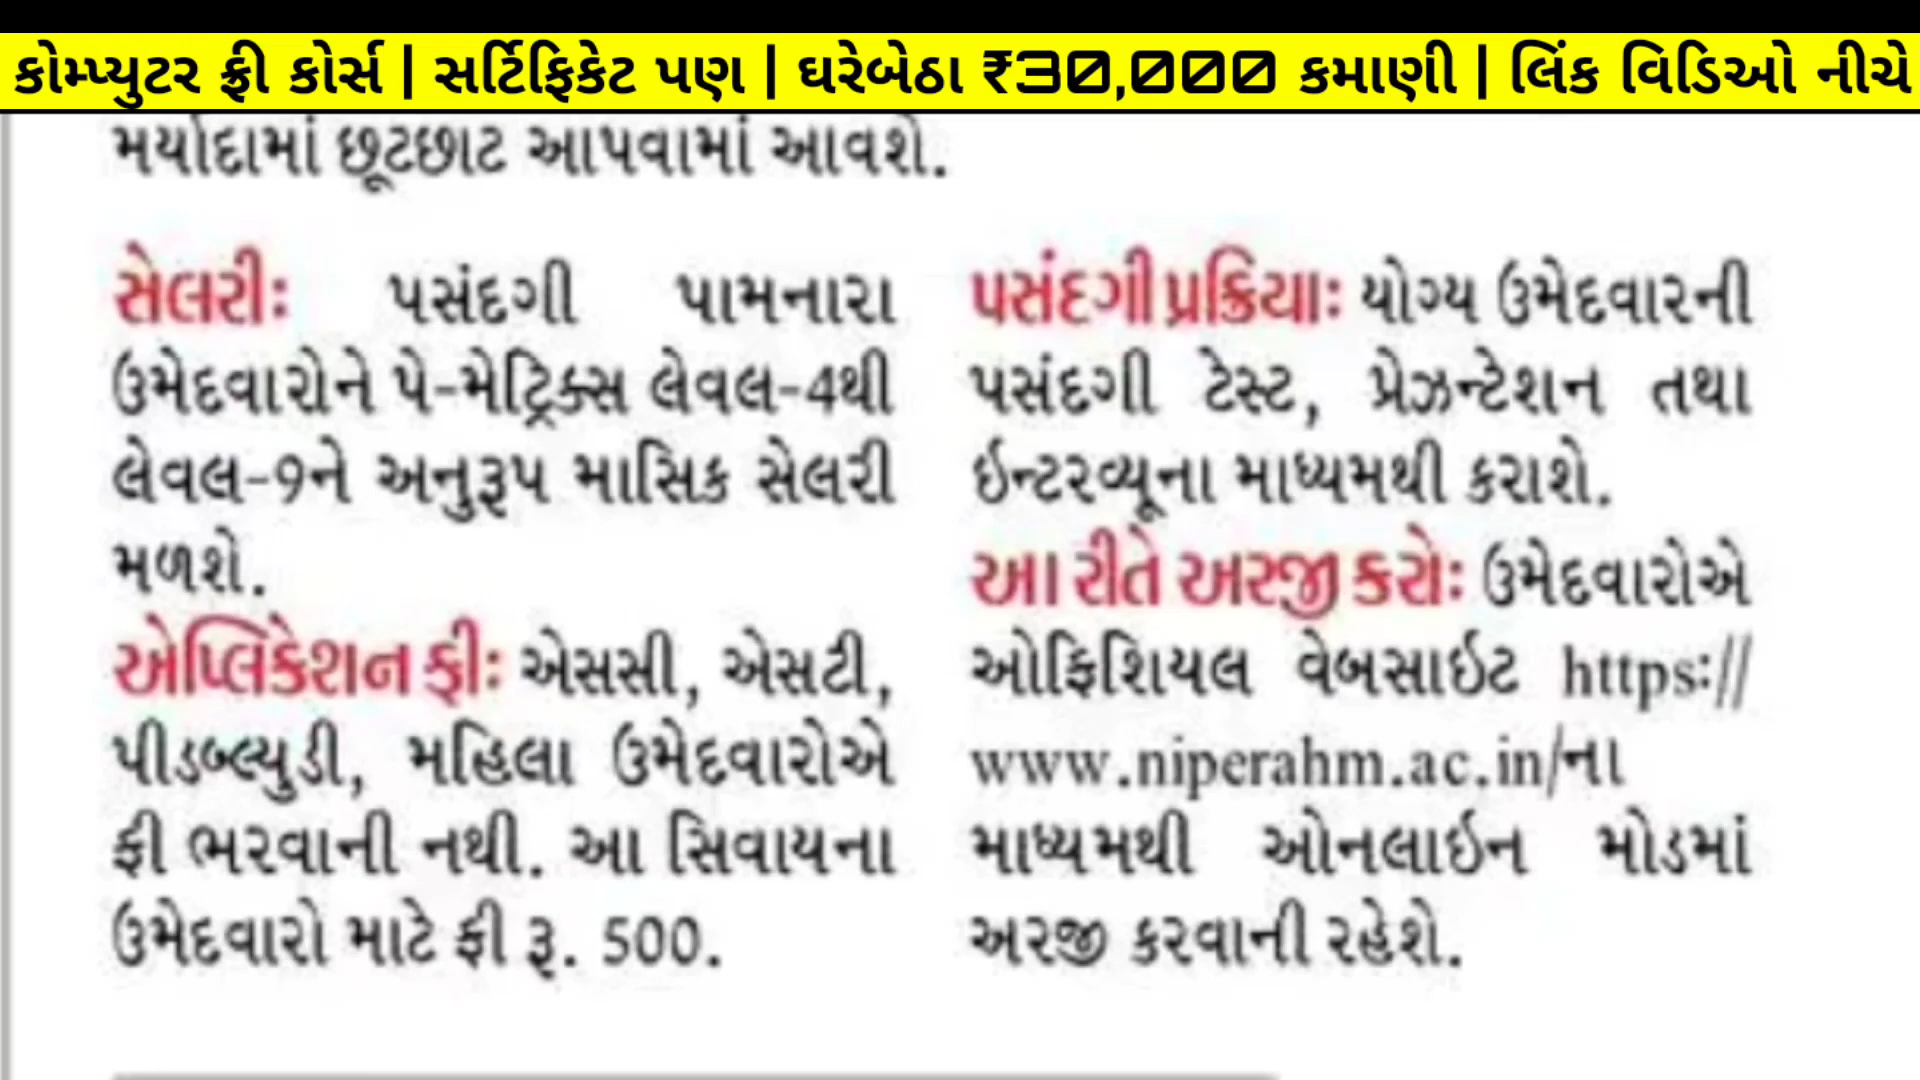 કોમ્પ્યુટર ફ્રી કોર્સ | સર્ટિફિકેટ પણ | ઘરેબેઠા ₹30,000 કમાણી | લિંક વિડિઓ નીચે
મર્યાદામાં છૂટછાટ આપવામાં આવશે.
સેલરીઃ પસંદગી પામનારા
ઉમેદવારોને પે-મેટ્રિક્સ લેવલ-4થી
લેવલ-9ને અનુરૂપ માસિક સેલરી
મળશે.
એપ્લિકેશન ફીઃ એસસી, એસટી,
પીડબ્લ્યુડી, મહિલા ઉમેદવારોએ
ફી ભરવાની નથી. આ સિવાયના
ઉમેદવારો માટે ફી રૂ. 500.
પસંદગી પ્રક્રિયાઃ યોગ્ય ઉમેદવારની
પસંદગી ટેસ્ટ, પ્રેઝન્ટેશન તથા
ઇન્ટરવ્યૂના માધ્યમથી કરાશે.
આ રીતે અરજી કરોઃ ઉમેદવારોએ
ઓફિશિયલ વેબસાઇટ https://
www.niperahm.ac.in/ના
માધ્યમથી ઓનલાઇન મોડમાં
અરજી કરવાની રહેશે.